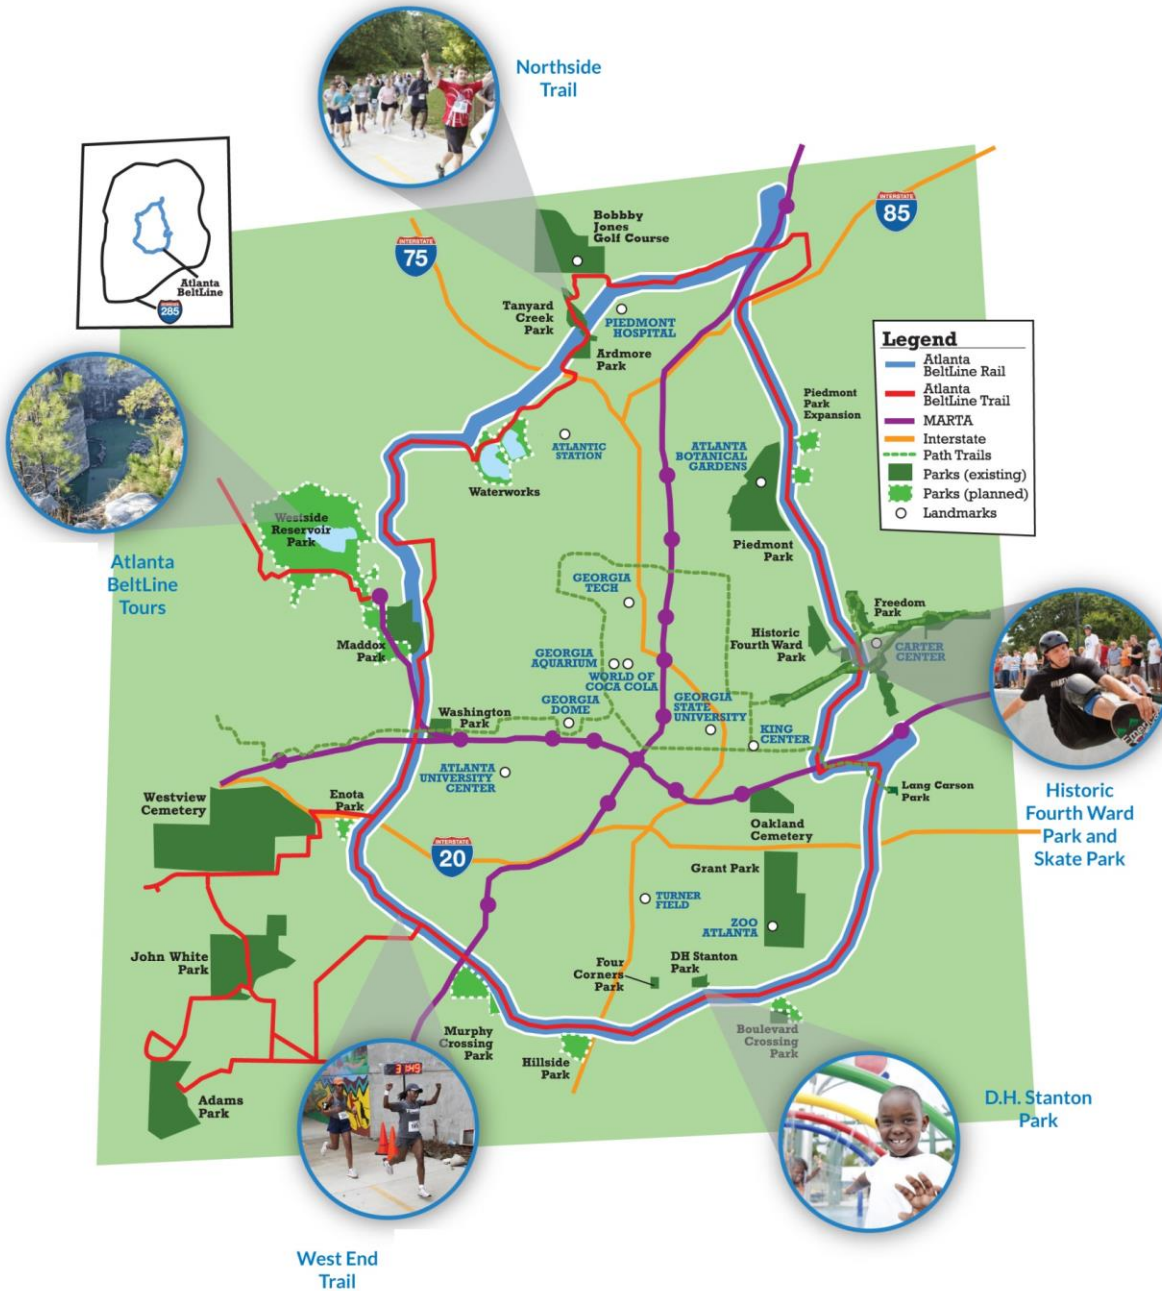 Northside
Trail
Bobbby
Jones
Golf Course
INTERSTATE
85
INTERSTATE
75
Atlanta
BeltLine
285
Tanyard
Creek
Park
PIEDMONT
HOSPITAL
Ardmore
Park
Legend
Atlanta
BeltLine Rail
Atlanta
BeltLine Trail
MARTA
Interstate
Path Trails
Parks (existing)
Parks (planned)
Landmarks
Piedmont
Park
Expansion
ATLANTIC
STATION
ATLANTA
BOTANICAL
GARDENS
Waterworks
Westside
Reservoir
Park
Piedmont
Park
Atlanta
BeltLine
Tours
GEORGIA
TECH
Freedom
Park
Historic
Fourth Ward
Park
CARTER
CENTER
Maddox
Park
GEORGIA
AQUARIUM
WORLD OF
COCA COLA
GEORGIA
STATE
UNIVERSITY
Washington
Park
GEORGIA
DOME
KING
CENTER
ATLANTA
UNIVERSITY
CENTER
Westview
Cemetery
Enota
Park
Lang Carson
Park
Oakland
Cemetery
Historic
Fourth Ward
Park and
Skate Park
INTERSTATE
20
Grant Park
TURNER
FIELD
ZOO
ATLANTA
John White
Park
Four
Corners
Park
DH Stanton
Park
Murphy
Crossing
Park
Hillside
Park
Boulevard
Crossing
Park
31:49
Adams
Park
D.H. Stanton
Park
West End
Trail